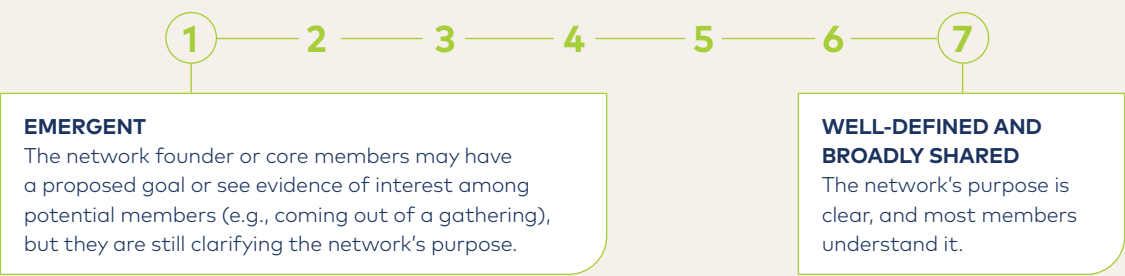 1 2 3 4 5 6 7
EMERGENT
The network founder or core members may have
a proposed goal or see evidence of interest among
potential members (e.g., coming out of a gathering),
but they are still clarifying the network’s purpose.
WELL-DEFINED AND
BROADLY SHARED
The network’s purpose is
clear, and most members
understand it.